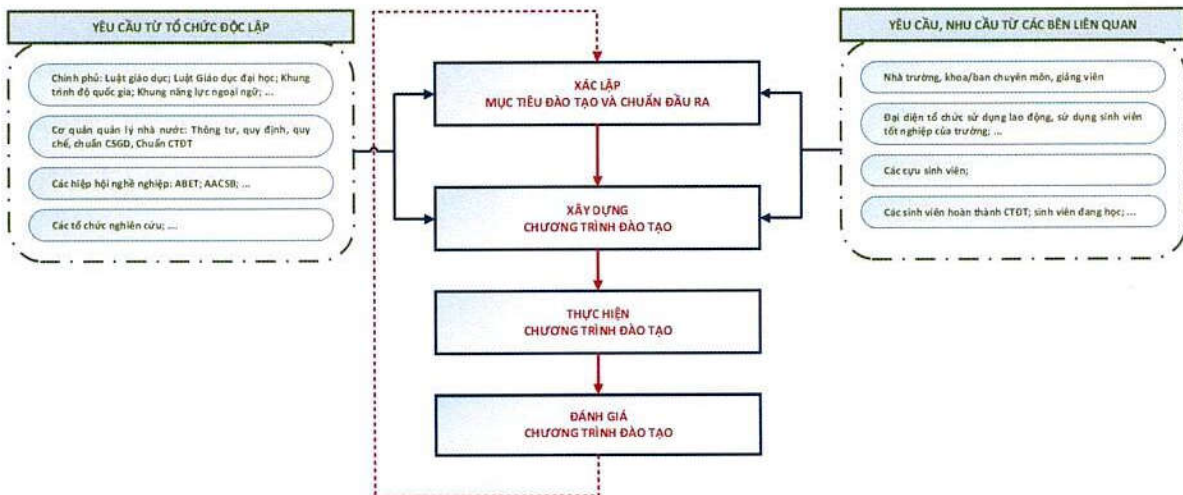 YÊU CẦU TỪ TỔ CHỨC ĐỘC LẬP
Chính phủ: Luật giáo dục; Luật Giáo dục đại học; Khung
trình độ quốc gia; Khung năng lực ngoại ngữ; ...
Cơ quản quản lý nhà nước: Thông tư, quy định, quy
chế, chuẩn CSGD, Chuẩn CTĐT
Các hiệp hội nghề nghiệp: ABET; AACSB; ...
Các tổ chức nghiên cứu; ....
XÁC LẬP
MỤC TIÊU ĐÀO TẠO VÀ CHUẨN ĐẦU RA
XÂY DỰNG
CHƯƠNG TRÌNH ĐÀO TẠO
THỰC HIỆN
CHƯƠNG TRÌNH ĐÀO TẠO
ĐÁNH GIÁ
CHƯƠNG TRÌNH ĐÀO TẠO
YÊU CẦU, NHU CẦU TỪ CÁC BÊN LIÊN QUAN
Nhà trường, khoa/ban chuyên môn, giảng viên
Đại diện tổ chức sử dụng lao động, sử dụng sinh viên
tốt nghiệp của trường; ...
Các cựu sinh viên;
Các sinh viên hoàn thành CTĐT; sinh viên đang học; ...